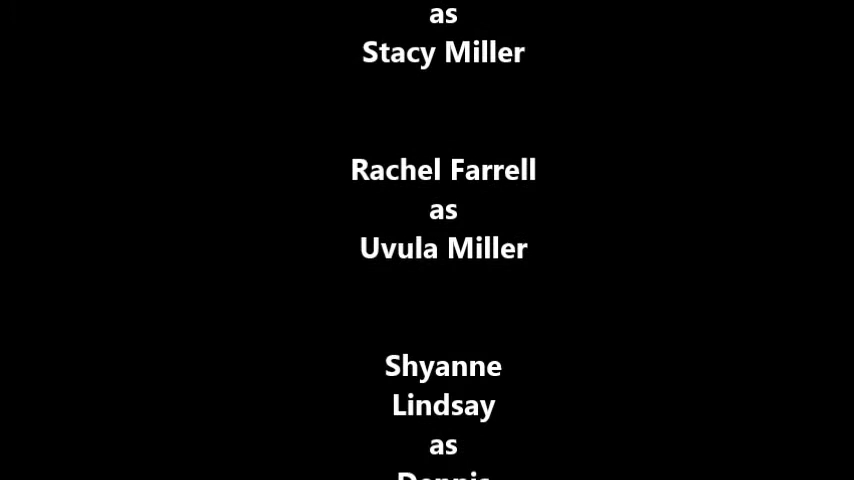 as
Stacy Miller
Rachel Farrell
as
Uvula Miller
Shyanne
Lindsay
as